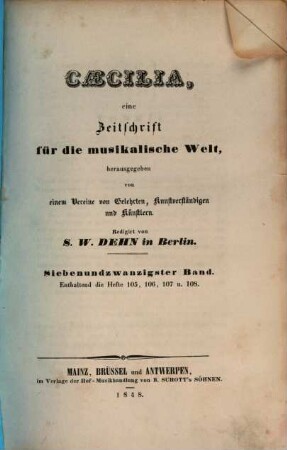 CÆCILIA,
eine
Zeitschrift
für die musikalische Welt,
herausgegeben
von
einem Vereine von Gelehrten, Kunstverständigen
und Künstlern.
Redigirt von
S. W. DEHN in Berlin.
Siebenundzwanzigster Band.
Enthaltend die Hefte 105, 106, 107 u. 108.
MAINZ, BRÜSSEL und ANTWERPEN,
im Verlage der Hof-Musikhandlung von B. SCHOTT's SÖHNEN.
1848.